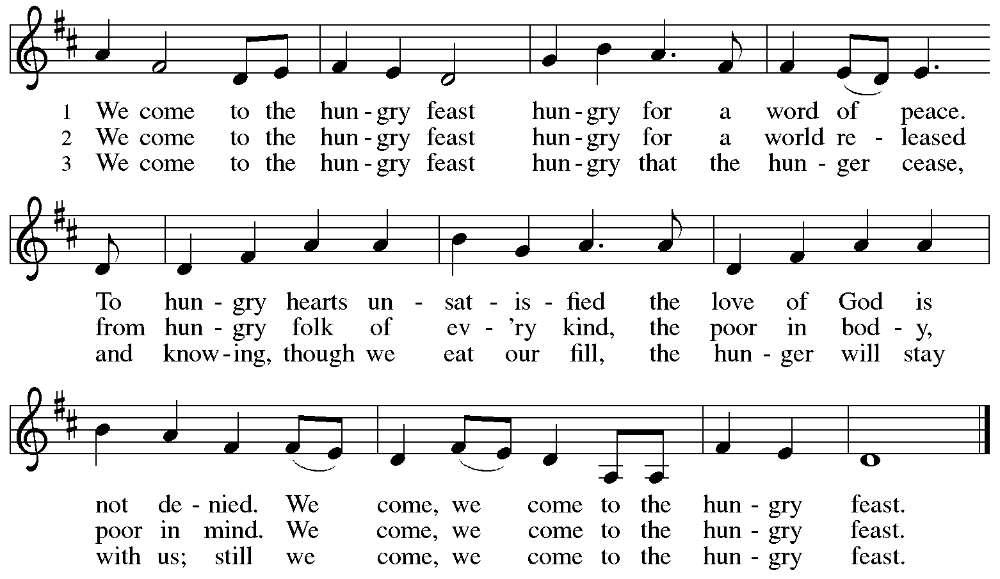 1 We come to the hun - gry feast hun - gry for a word of peace.
2 We come to the hun - gry feast hun - gry for a world re - leased
3 We come to the hun - gry feast hun - gry that the hun - ger cease,
To hun - gry hearts un - sat - is - fied the love of God is
from hun - gry folk of ev - 'ry kind, the poor in bod - y,
and know - ing, though we eat our fill, the hun - ger will stay
not de - nied. We come, we come to the hun - gry feast.
poor in mind. We come, we come to the hun - gry feast.
with us; still we come, we come to the hun - gry feast.